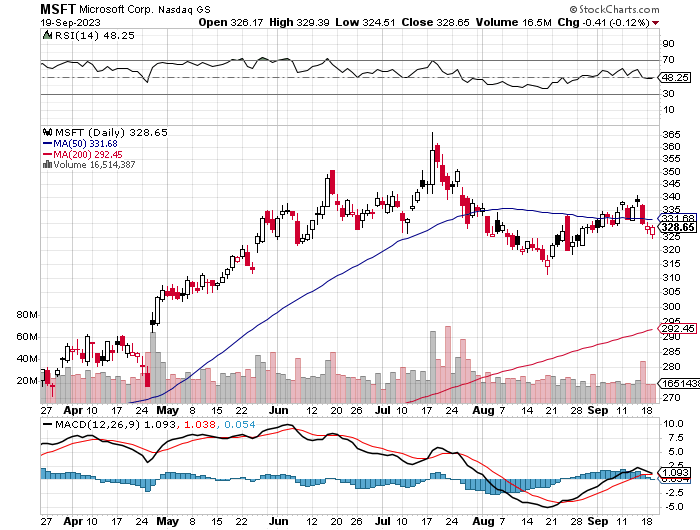 MSFT Microsoft Corp. Nasdaq GS © StockCharts.com
19-Sep-2023 Open 326.17 High 329.39 Low 324.51 Close 328.65 Volume 16.5M Chg -0.41 (-0.12%)
RSI(14) 48.25
90
70
48.25
30
10
MSFT (Daily) 328.65
MA(50) 331.68
MA(200) 292.45
Volume 16,514,387
365
360
355
350
345
340
335
331.68
328.65
325
320
315
310
305
300
295
292.45
290
285
280
275
1651438
270
80M
60M
40M
20M
27 Apr 10 17 24 May 8 15 22 Jun 12 20 26 Jul 10 17 24 Aug 7 14 21 28 Sep 11 18
MACD(12,26,9) 1.093, 1.038, 0.054
10.0
7.5
5.0
2.5
1.093
-2.5
-5.0
27 Apr 10 17 24 May 8 15 22 Jun 12 20 26 Jul 10 17 24 Aug 7 14 21 28 Sep 11 18